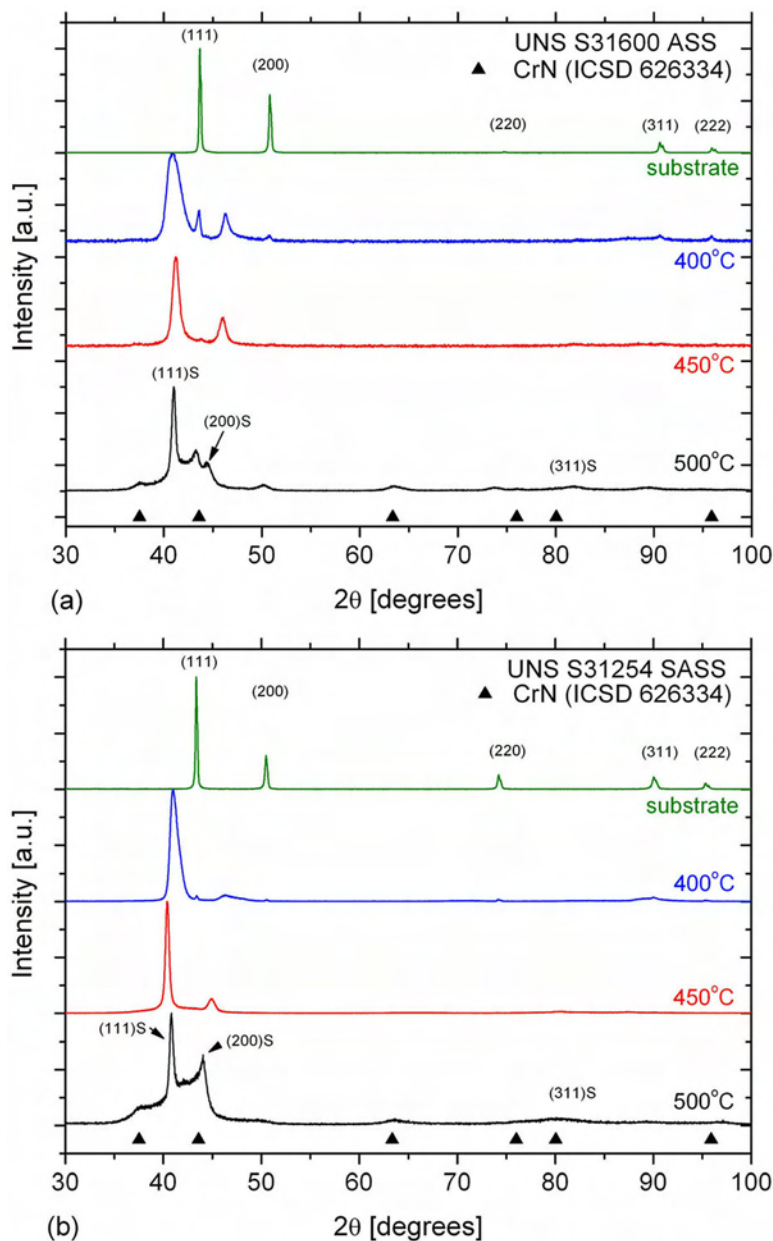 UNS S31600 ASS
▲ CrN (ICSD 626334)
(111)
(200)
(220)
(311)
(222)
substrate
400°C
450°C
(111)S
(200)S
(311)S
500°C
Intensity [a.u.]
30 40 50 60 70 80 90 100
(a) 2θ [degrees]
UNS S31254 SASS
▲ CrN (ICSD 626334)
(111)
(200)
(220)
(311)
(222)
substrate
400°C
450°C
(111)S
(200)S
(311)S
500°C
Intensity [a.u.]
30 40 50 60 70 80 90 100
(b) 2θ [degrees]